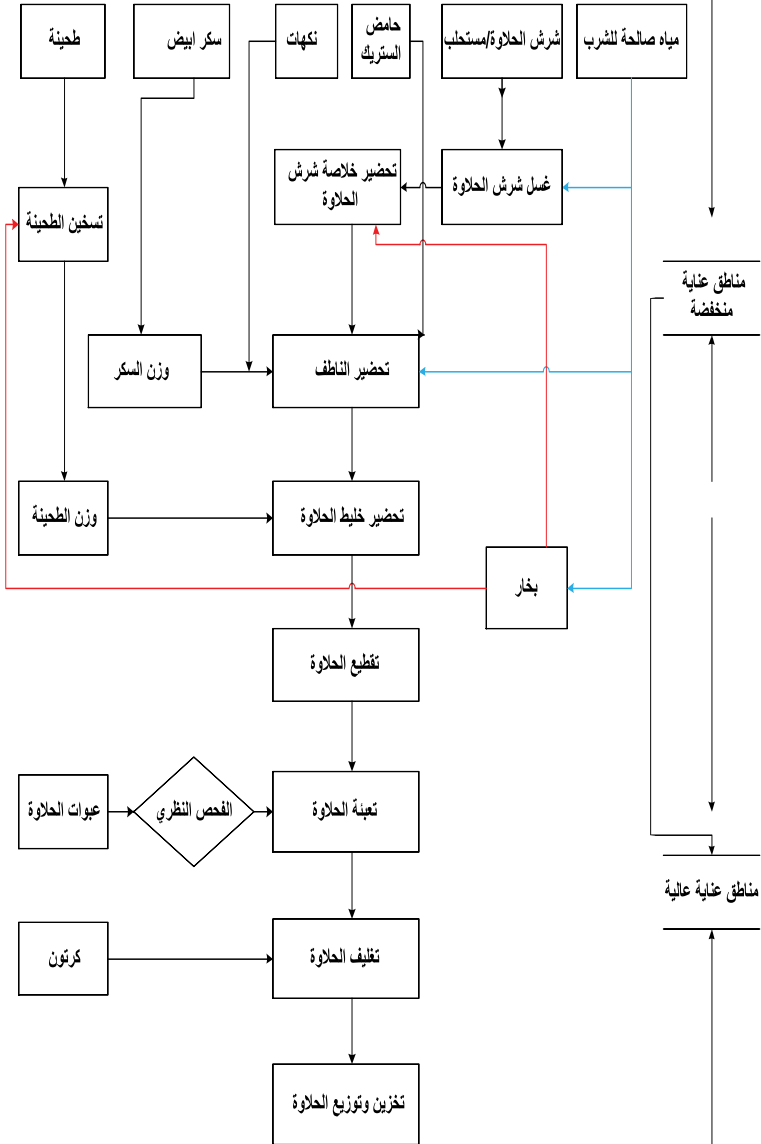 مياه صالحة للشرب
شرش الحلاوة/مستحلب
حامض
الستريك
نكهات
سكر ابيض
طحينة
غسل شرش الحلاوة
تحضير خلاصة شرش
الحلاوة
تسخين الطحينة
مناطق عناية
منخفضة
تحضير الناطف
وزن السكر
تحضير خليط الحلاوة
وزن الطحينة
بخار
تقطيع الحلاوة
تعبئة الحلاوة
الفحص النظري
عبوات الحلاوة
مناطق عناية عالية
تغليف الحلاوة
كرتون
تخزين وتوزيع الحلاوة